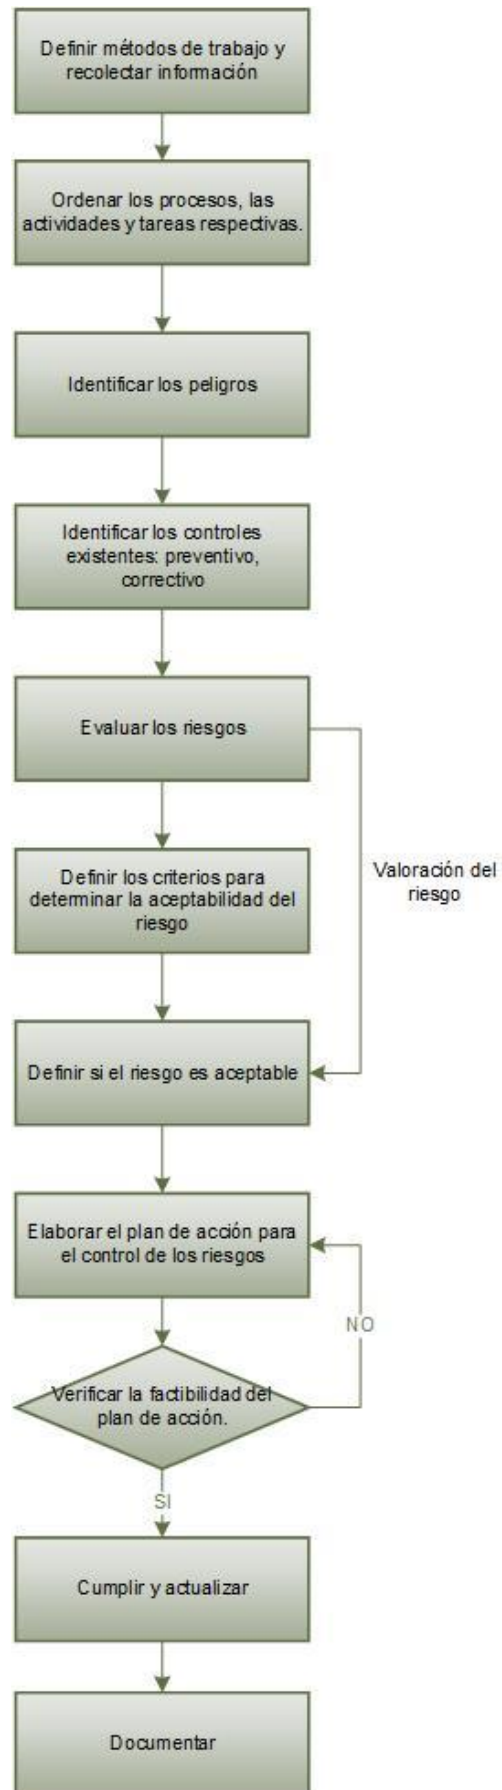 Definir métodos de trabajo y
recolectar información
Ordenar los procesos, las
actividades y tareas respectivas.
Identificar los peligros
Identificar los controles
existentes: preventivo,
correctivo
Evaluar los riesgos
Definir los criterios para
determinar la aceptabilidad del
riesgo
Valoración del
riesgo
Definir si el riesgo es aceptable
Elaborar el plan de acción para
el control de los riesgos
NO
Verificar la factibilidad del
plan de acción.
SI
Cumplir y actualizar
Documentar